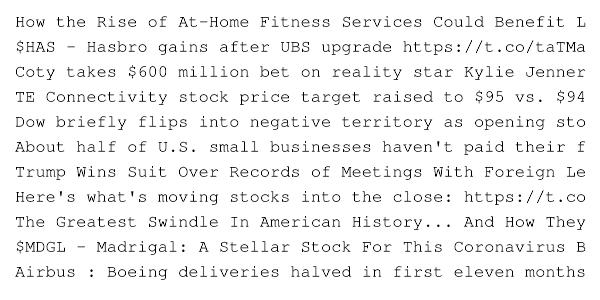 How the Rise of At-Home Fitness Services Could Benefit L
$HAS - Hasbro gains after UBS upgrade https://t.co/taTMa
Coty takes $600 million bet on reality star Kylie Jenner
TE Connectivity stock price target raised to $95 vs. $94
Dow briefly flips into negative territory as opening sto
About half of U.S. small businesses haven't paid their f
Trump Wins Suit Over Records of Meetings With Foreign Le
Here's what's moving stocks into the close: https://t.co
The Greatest Swindle In American History... And How They
$MDGL - Madrigal: A Stellar Stock For This Coronavirus B
Airbus : Boeing deliveries halved in first eleven months